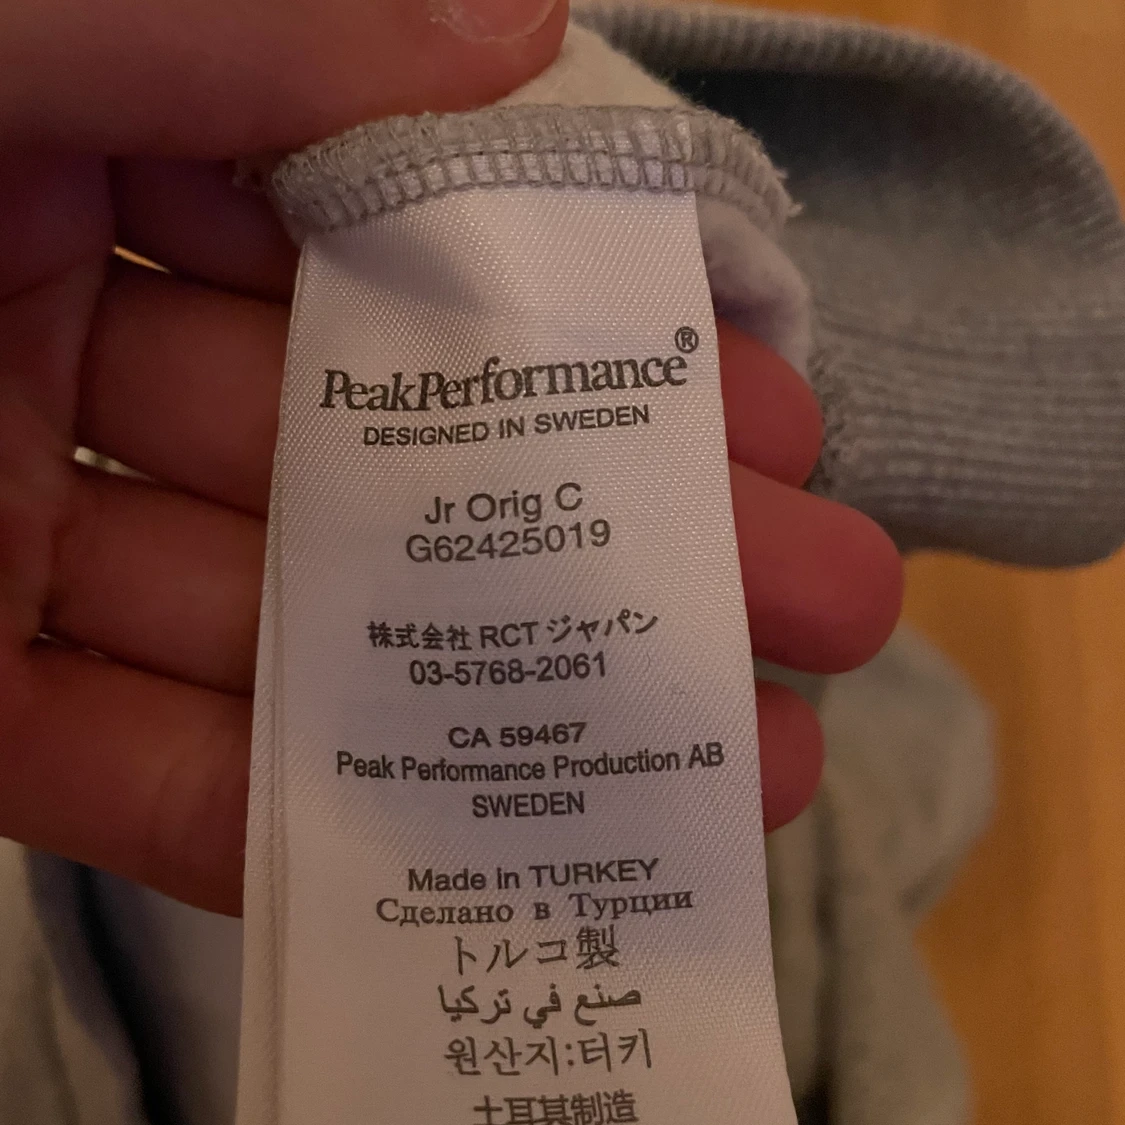 PeakPerformance®
DESIGNED IN SWEDEN
Jr Orig C
G62425019
株式会社 RCT ジャパン
03-5768-2061
CA 59467
Peak Performance Production AB
SWEDEN
Made in TURKEY
Сделано в Турции
トルコ製
صنع في تركيا
원산지:터키
土耳其制造